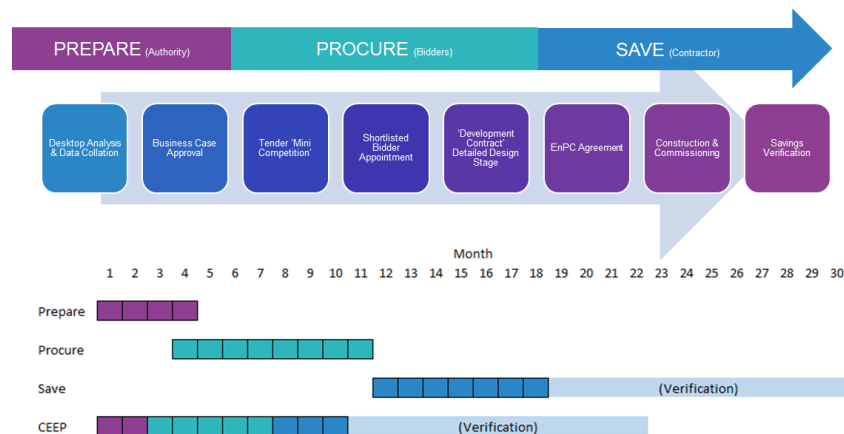 PREPARE (Authority)
PROCURE (Bidders)
SAVE (Contractor)
Desktop Analysis
& Data Collation
Business Case
Approval
Tender 'Mini
Competition'
Shortlisted
Bidder
Appointment
'Development
Contract'
Detailed Design
Stage
EnPC Agreement
Construction &
Commissioning
Savings
Verification
Month
1 2 3 4 5 6 7 8 9 10 11 12 13 14 15 16 17 18 19 20 21 22 23 24 25 26 27 28 29 30
Prepare
Procure
Save
(Verification)
CEEP
(Verification)